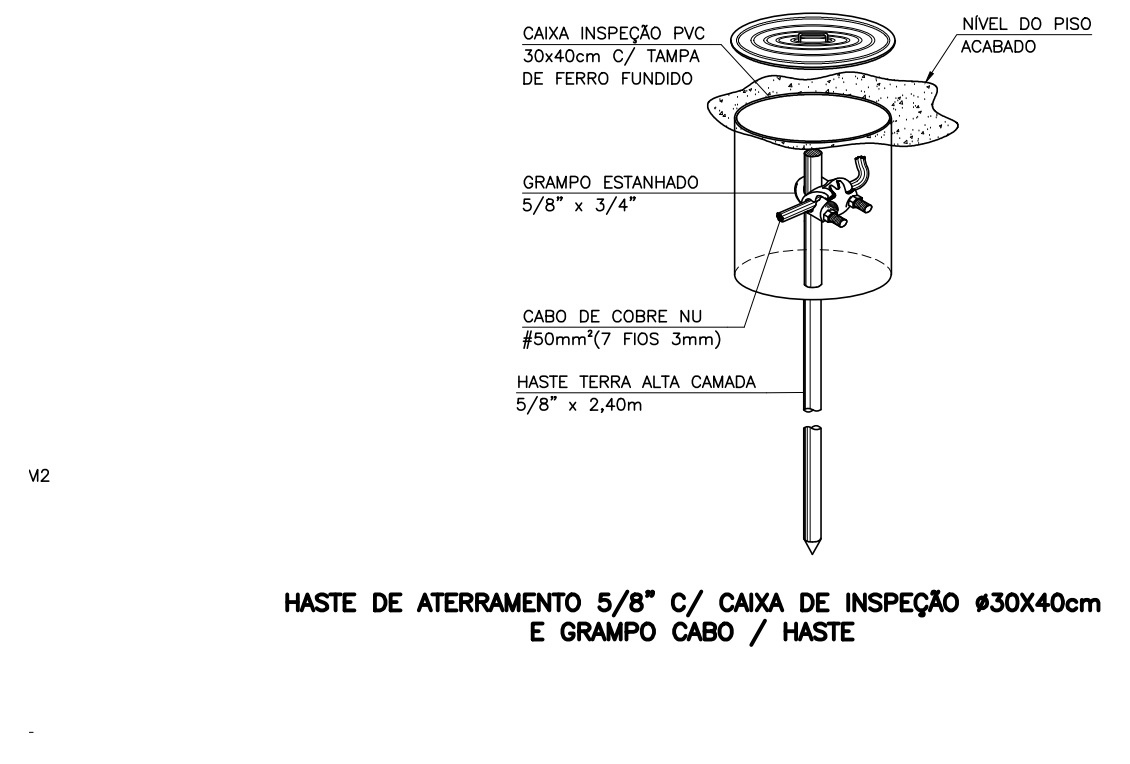 CAIXA INSPEÇÃO PVC
30x40cm C/ TAMPA
DE FERRO FUNDIDO
NÍVEL DO PISO
ACABADO
GRAMPO ESTANHADO
5/8" x 3/4"
CABO DE COBRE NU
#50mm²(7 FIOS 3mm)
HASTE TERRA ALTA CAMADA
5/8" x 2,40m
M2
HASTE DE ATERRAMENTO 5/8" C/ CAIXA DE INSPEÇÃO ø30X40cm
E GRAMPO CABO / HASTE